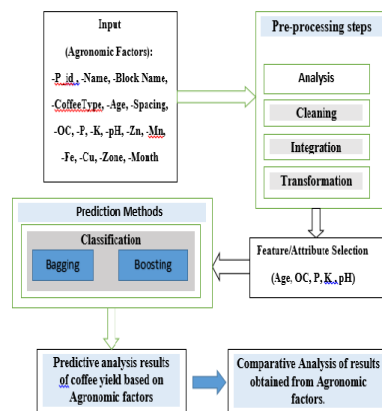 Input
(Agronomic Factors):
-P_id , -Name, -Block Name,
-CoffeeType, -Age, -Spacing,
-OC, -P, -K, -pH, -Zn, -Mn,
-Fe, -Cu, -Zone, -Month
Pre-processing steps
Analysis
Cleaning
Integration
Transformation
Feature/Attribute Selection
(Age, OC, P, K , pH)
Prediction Methods
Classification
Bagging
Boosting
Predictive analysis results
of coffee yield based on
Agronomic factors
Comparative Analysis of results
obtained from Agronomic
factors.